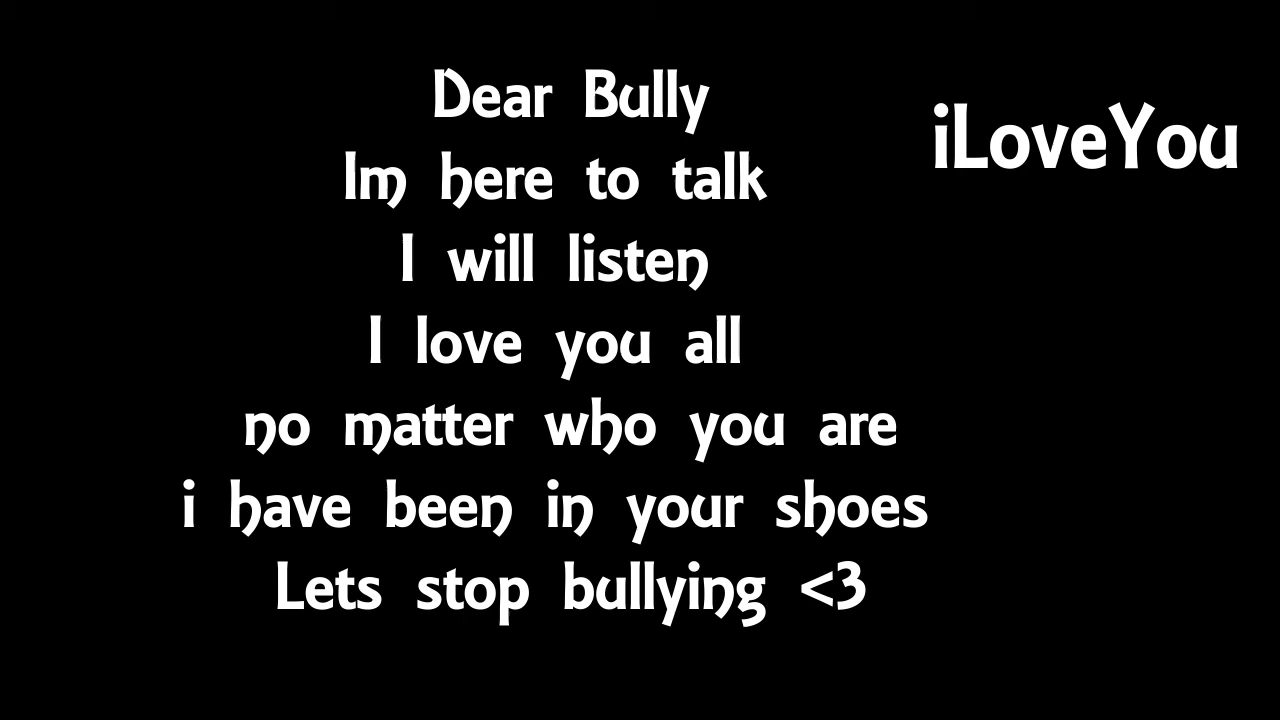 Dear Bully
Im here to talk
I will listen
I love you all
no matter who you are
i have been in your shoes
Lets stop bullying <3
iLoveYou